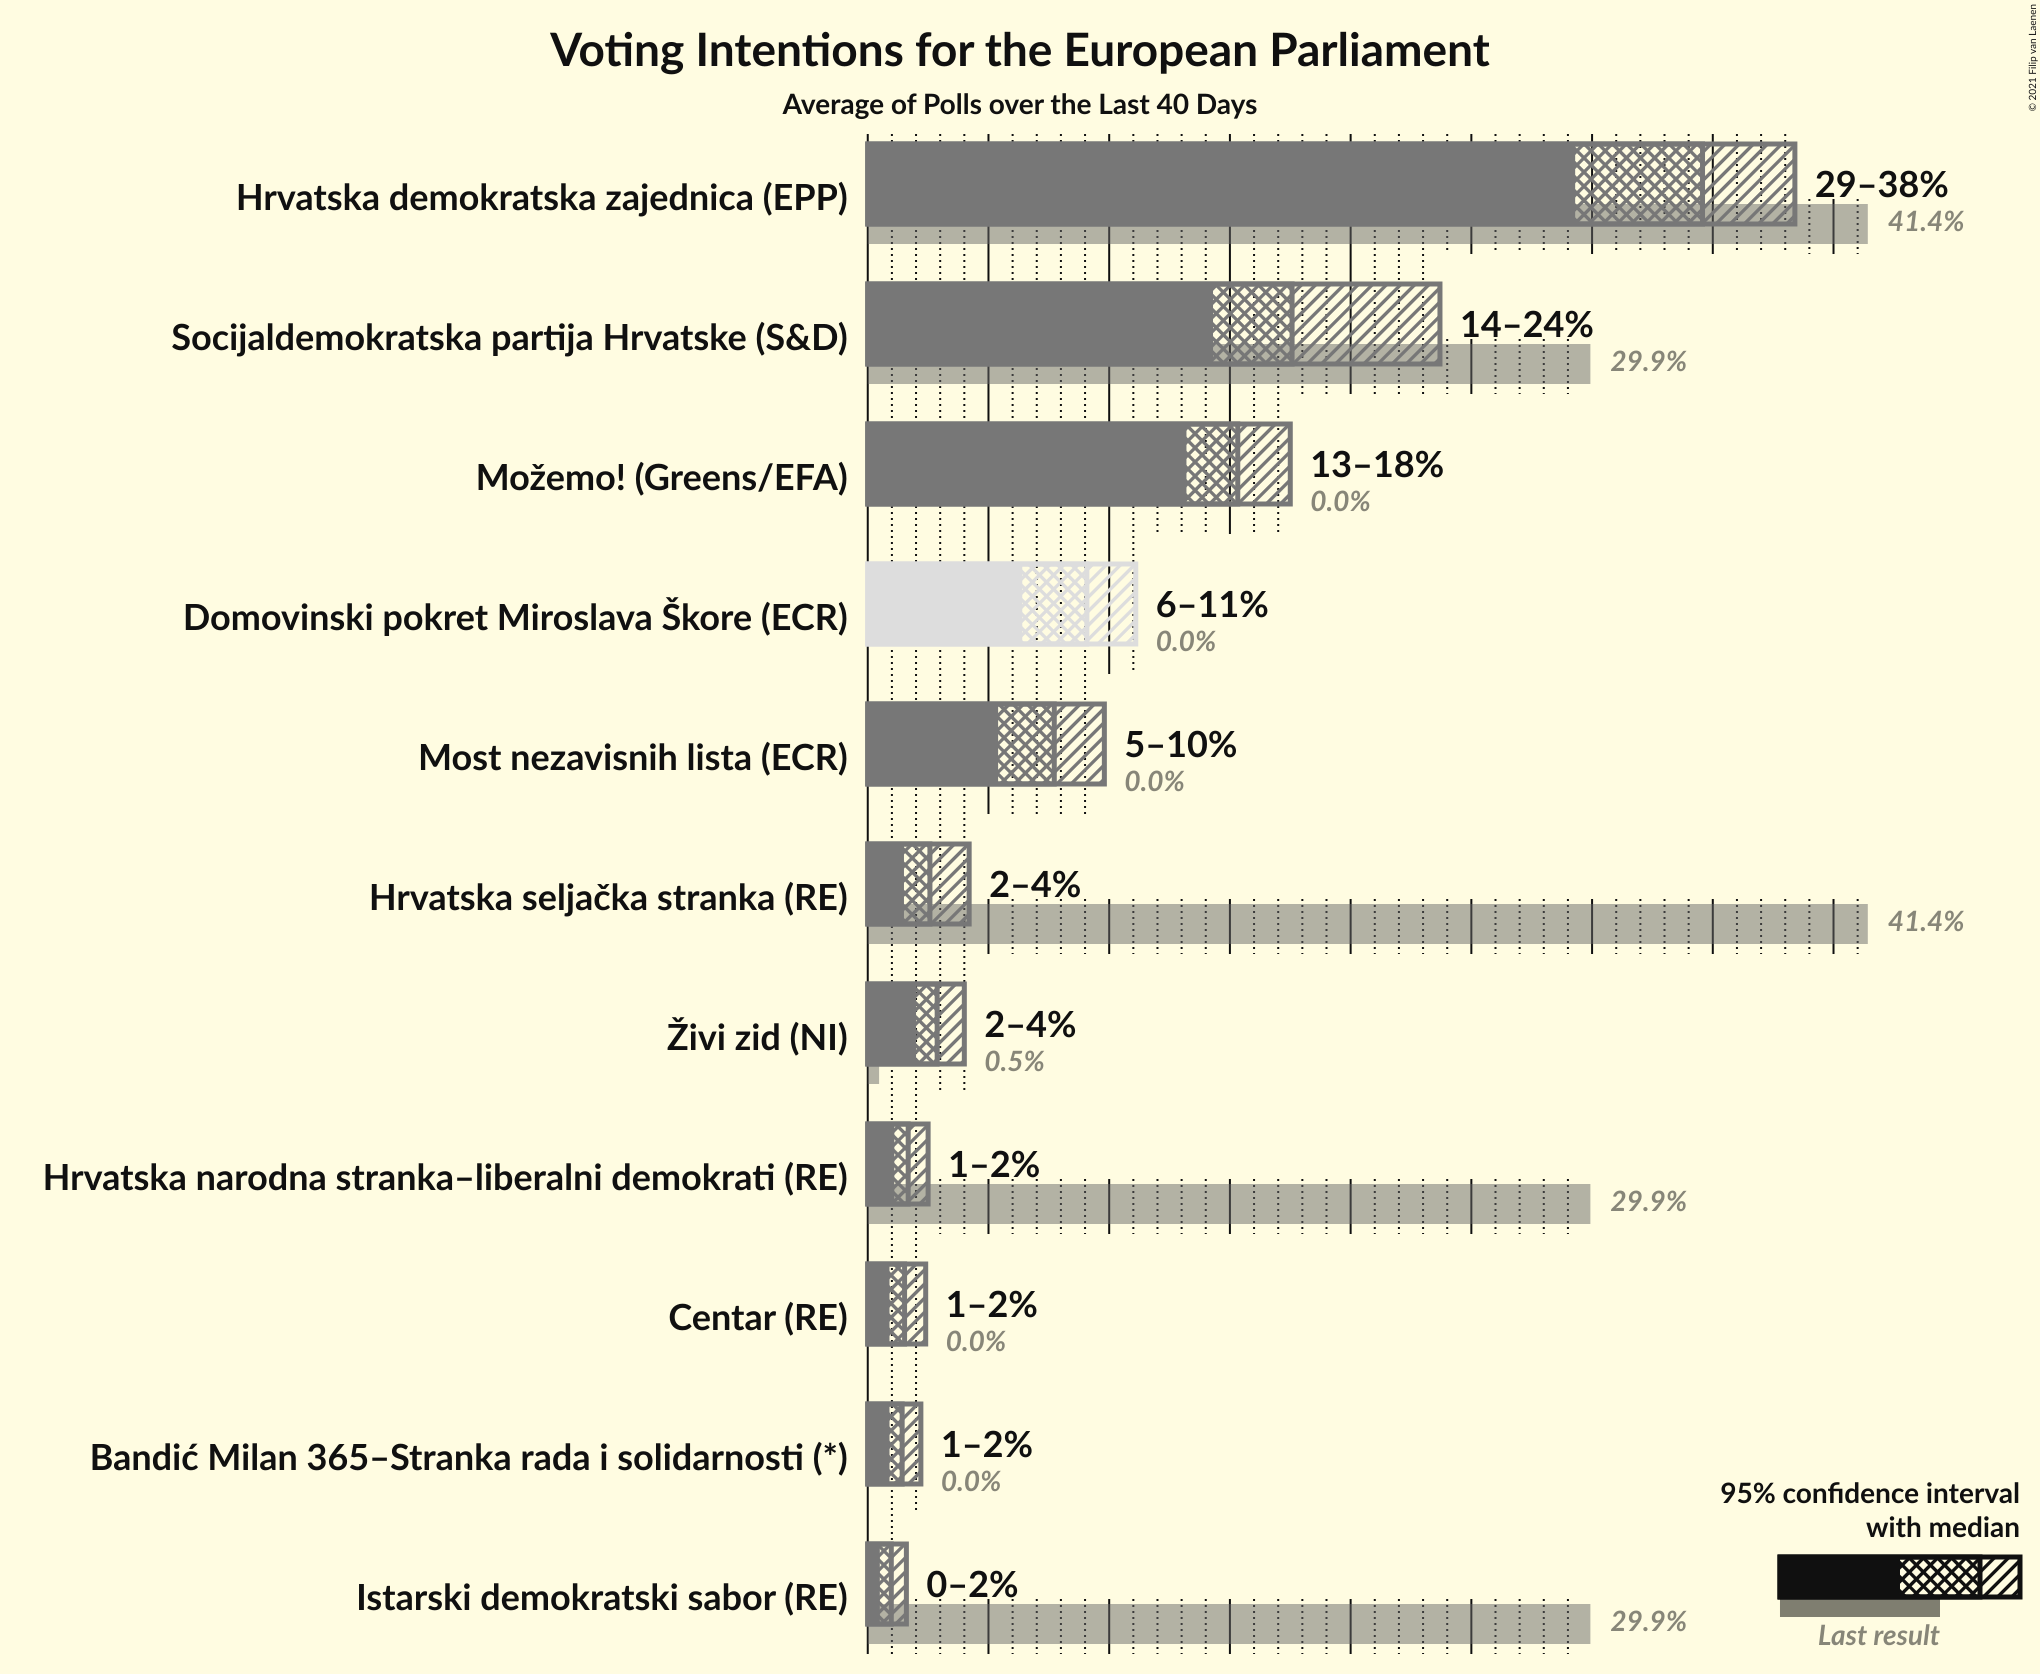 Voting Intentions for the European Parliament
Average of Polls over the Last 40 Days
© 2021 Filip van Laenen
Hrvatska demokratska zajednica (EPP)
29–38%
41.4%
Socijaldemokratska partija Hrvatske (S&D)
14–24%
29.9%
Možemo! (Greens/EFA)
13–18%
0.0%
Domovinski pokret Miroslava Škore (ECR)
6–11%
0.0%
Most nezavisnih lista (ECR)
5–10%
0.0%
Hrvatska seljačka stranka (RE)
2–4%
41.4%
Živi zid (NI)
2–4%
0.5%
Hrvatska narodna stranka–liberalni demokrati (RE)
1–2%
29.9%
Centar (RE)
1–2%
0.0%
Bandić Milan 365–Stranka rada i solidarnosti (*)
1–2%
0.0%
Istarski demokratski sabor (RE)
0–2%
29.9%
95% confidence interval
with median
Last result